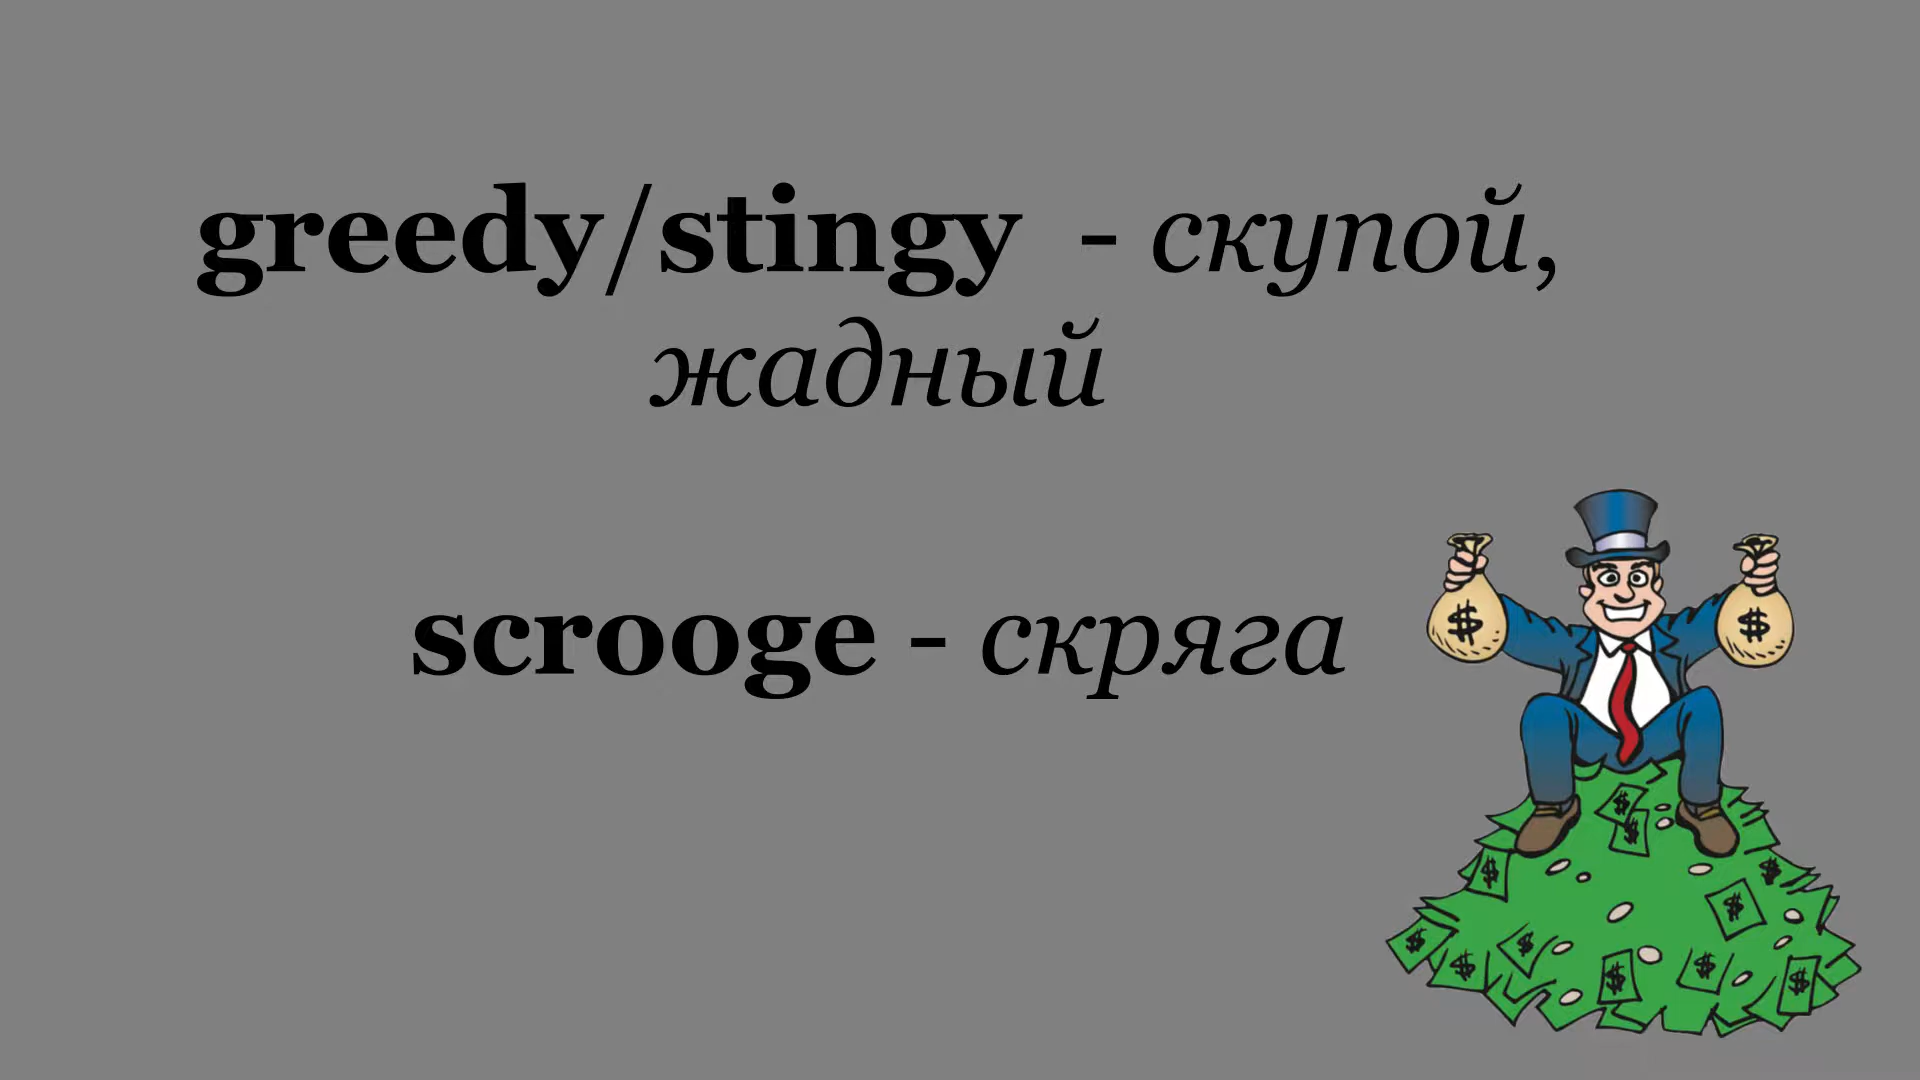 greedy/stingy - скупой,
жадный
scrooge - скряга
$ $